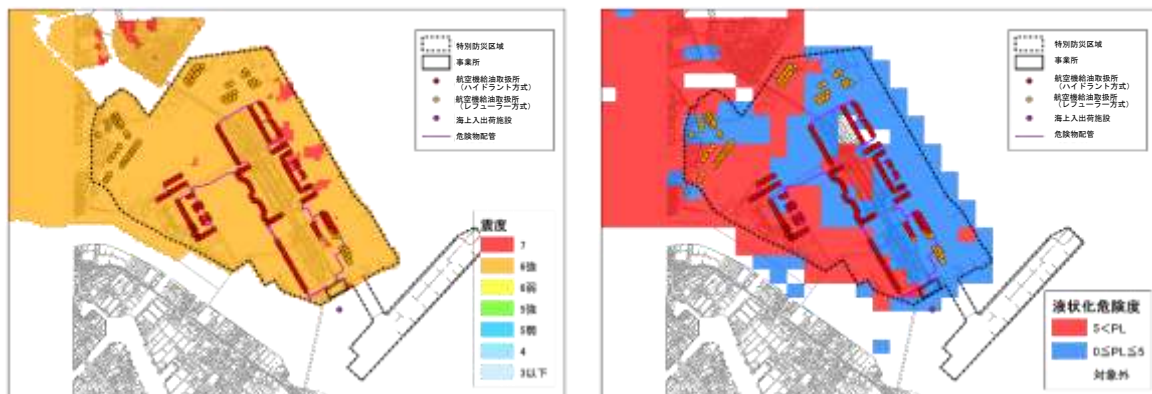 特別防災区域
事業所
航空機給油取扱所
（ハイドラント方式）
航空機給油取扱所
（レフューラー方式）
海上入出荷施設
危険物配管
震度
7
6強
6弱
5強
5弱
4
3以下
特別防災区域
事業所
航空機給油取扱所
（ハイドラント方式）
航空機給油取扱所
（レフューラー方式）
海上入出荷施設
危険物配管
液状化危険度
5<PL
0≦PL≦5
対象外